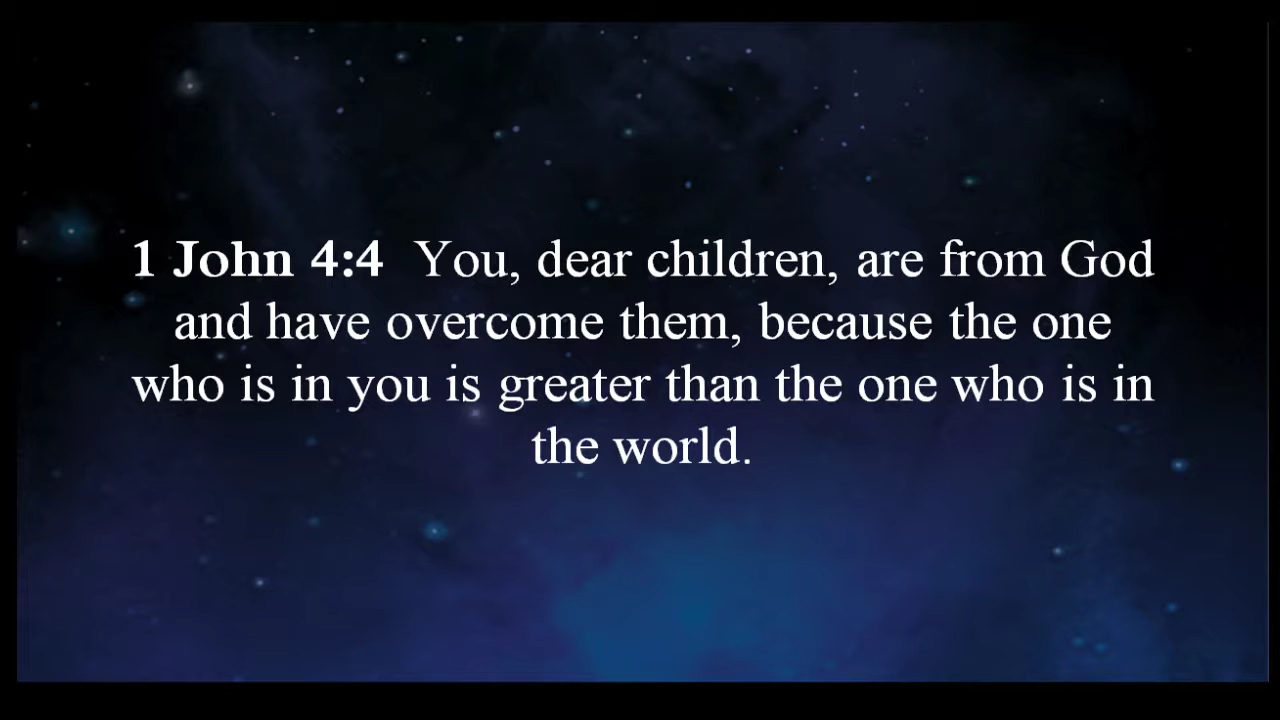 1 John 4:4 You, dear children, are from God
and have overcome them, because the one
who is in you is greater than the one who is in
the world.